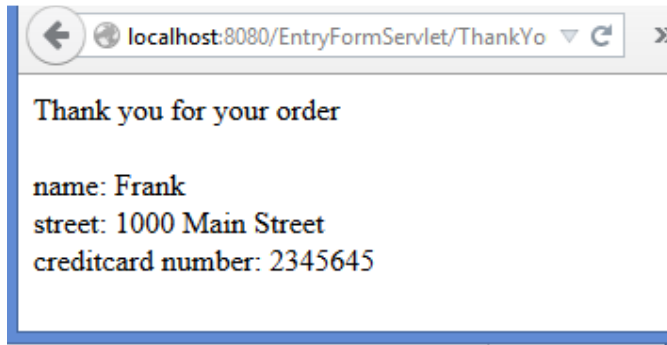 localhost:8080/EntryFormServlet/ThankYo
Thank you for your order
name: Frank
street: 1000 Main Street
creditcard number: 2345645